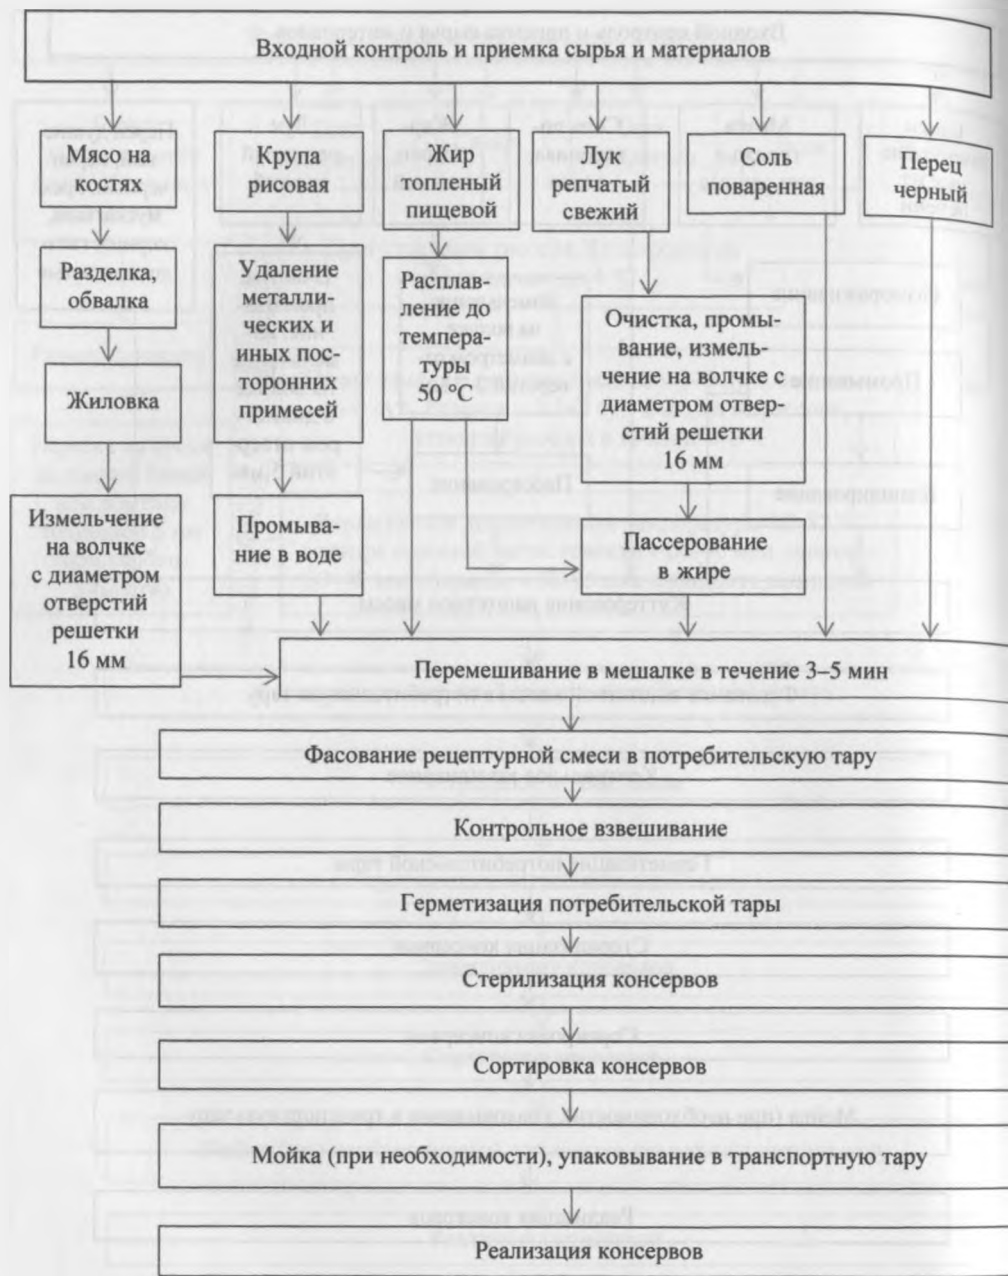 Входной контроль и приемка сырья и материалов
Мясо на
костях
Крупа
рисовая
Жир
топленый
пищевой
Лук
репчатый
свежий
Соль
поваренная
Перец
черный
Разделка,
обвалка
Жиловка
Измельчение
на волчке
с диаметром
отверстий
решетки
16 мм
Удаление
металли-
ческих и
иных пос-
торонних
примесей
Промыва-
ние в воде
Расплав-
ление до
темпера-
туры
50 °С
Очистка, промы-
вание, измель-
чение на волчке с
диаметром отвер-
стий решетки
16 мм
Пассерование
в жире
Перемешивание в мешалке в течение 3–5 мин
Фасование рецептурной смеси в потребительскую тару
Контрольное взвешивание
Герметизация потребительской тары
Стерилизация консервов
Сортировка консервов
Мойка (при необходимости), упаковывание в транспортную тару
Реализация консервов